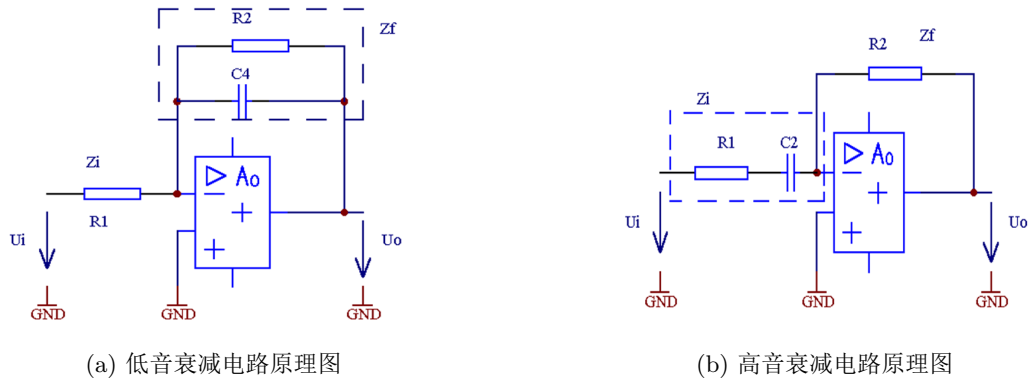 R2
Zf
C4
Zi
A0
R1
Ui
Uo
GND
GND
GND
(a) 低音衰减电路原理图
R2
Zf
Zi
R1
C2
A0
Ui
Uo
GND
GND
GND
(b) 高音衰减电路原理图